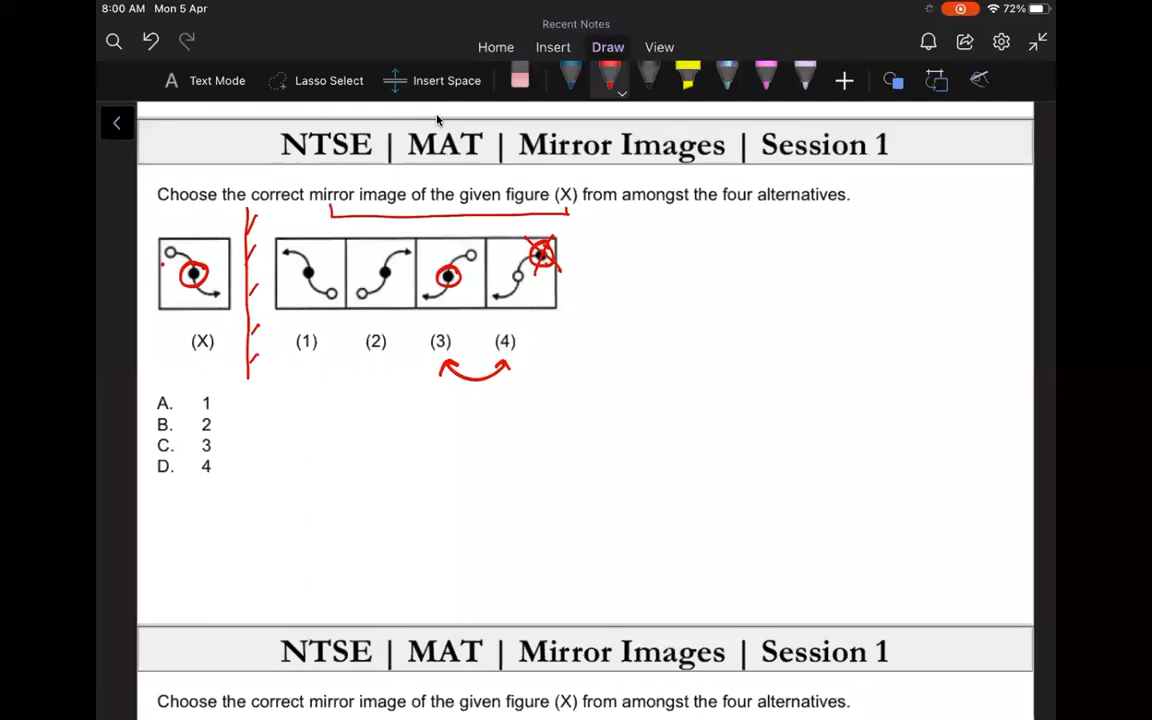 8:00 AM Mon 5 Apr
72%
Recent Notes
Home Insert Draw View
Text Mode Lasso Select Insert Space
NTSE | MAT | Mirror Images | Session 1
Choose the correct mirror image of the given figure (X) from amongst the four alternatives.
(X) (1) (2) (3) (4)
A. 1
B. 2
C. 3
D. 4
NTSE | MAT | Mirror Images | Session 1
Choose the correct mirror image of the given figure (X) from amongst the four alternatives.